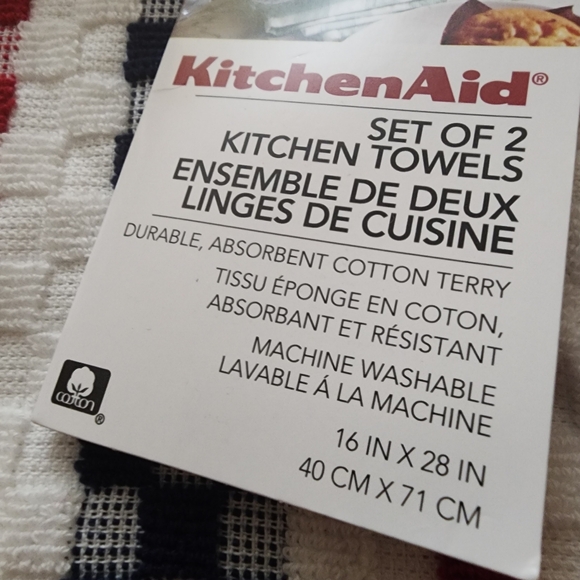 KitchenAid®
SET OF 2
KITCHEN TOWELS
ENSEMBLE DE DEUX
LINGES DE CUISINE
DURABLE, ABSORBENT COTTON TERRY
TISSU ÉPONGE EN COTON,
ABSORBANT ET RÉSISTANT
MACHINE WASHABLE
LAVABLE Á LA MACHINE
cotton®
16 IN X 28 IN
40 CM X 71 CM